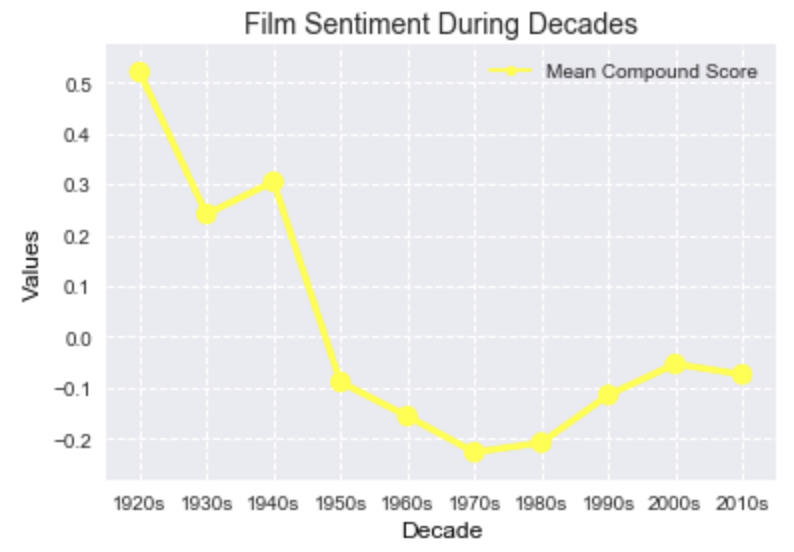 Film Sentiment During Decades
Mean Compound Score
Values
0.5
0.4
0.3
0.2
0.1
0.0
−0.1
−0.2
1920s 1930s 1940s 1950s 1960s 1970s 1980s 1990s 2000s 2010s
Decade